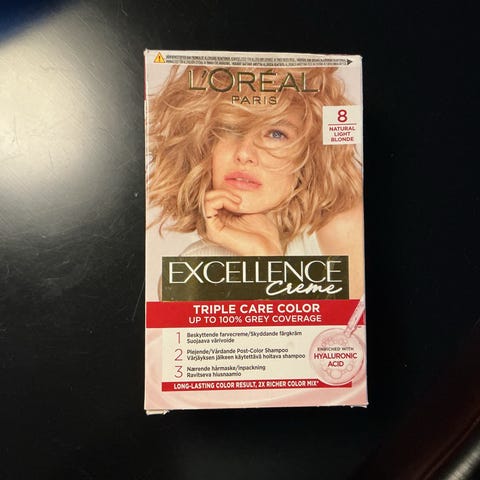 L'ORÉAL
PARIS
8
NATURAL
LIGHT
BLONDE
EXCELLENCE
Creme
TRIPLE CARE COLOR
UP TO 100% GREY COVERAGE
1 Beskyttende farvecreme/Skyddande färgkräm
Suojaava värivoide
2 Plejende/Vårdande Post-Color Shampoo
Värjäyksen jälkeen käytettävä hoitava shampoo
3 Nærende hårmaske/inpackning
Ravitseva hiusnaamio
ENRICHED WITH
HYALURONIC
ACID
LONG-LASTING COLOR RESULT, 2X RICHER COLOR MIX*